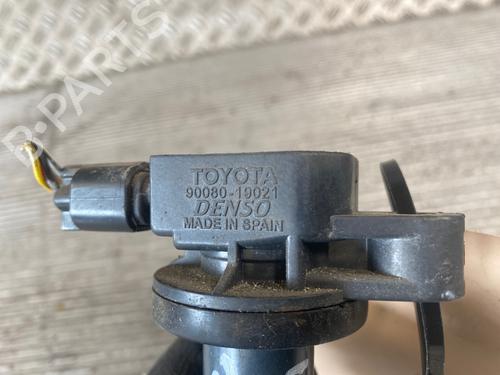 TOYOTA
90080-19021
DENSO
MADE IN SPAIN
B-PARTS